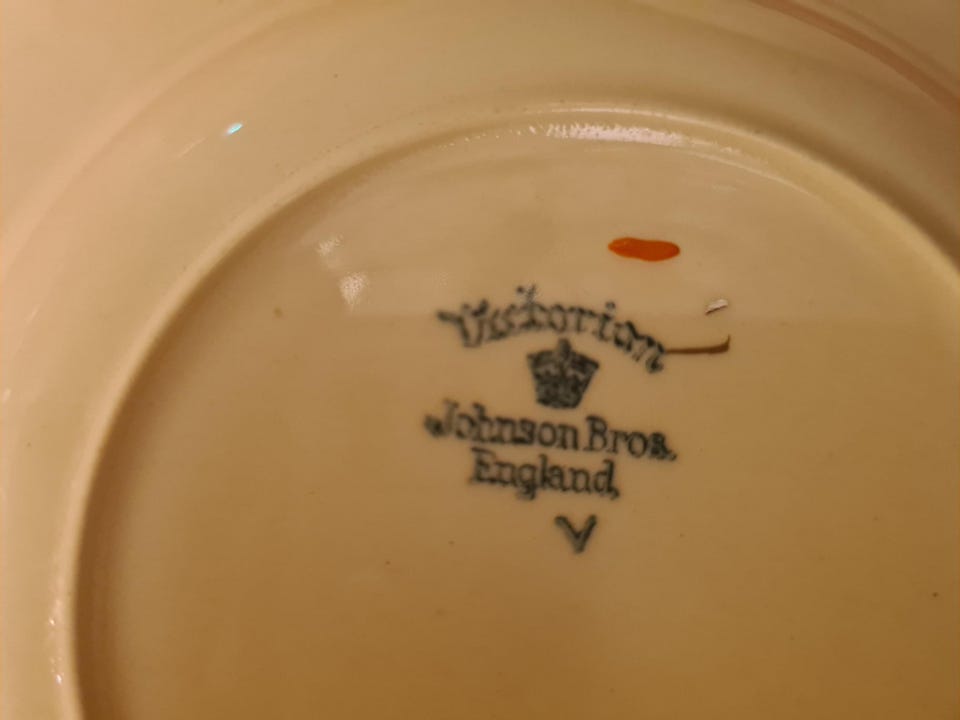 Victorian
Johnson Bros.
England,
V